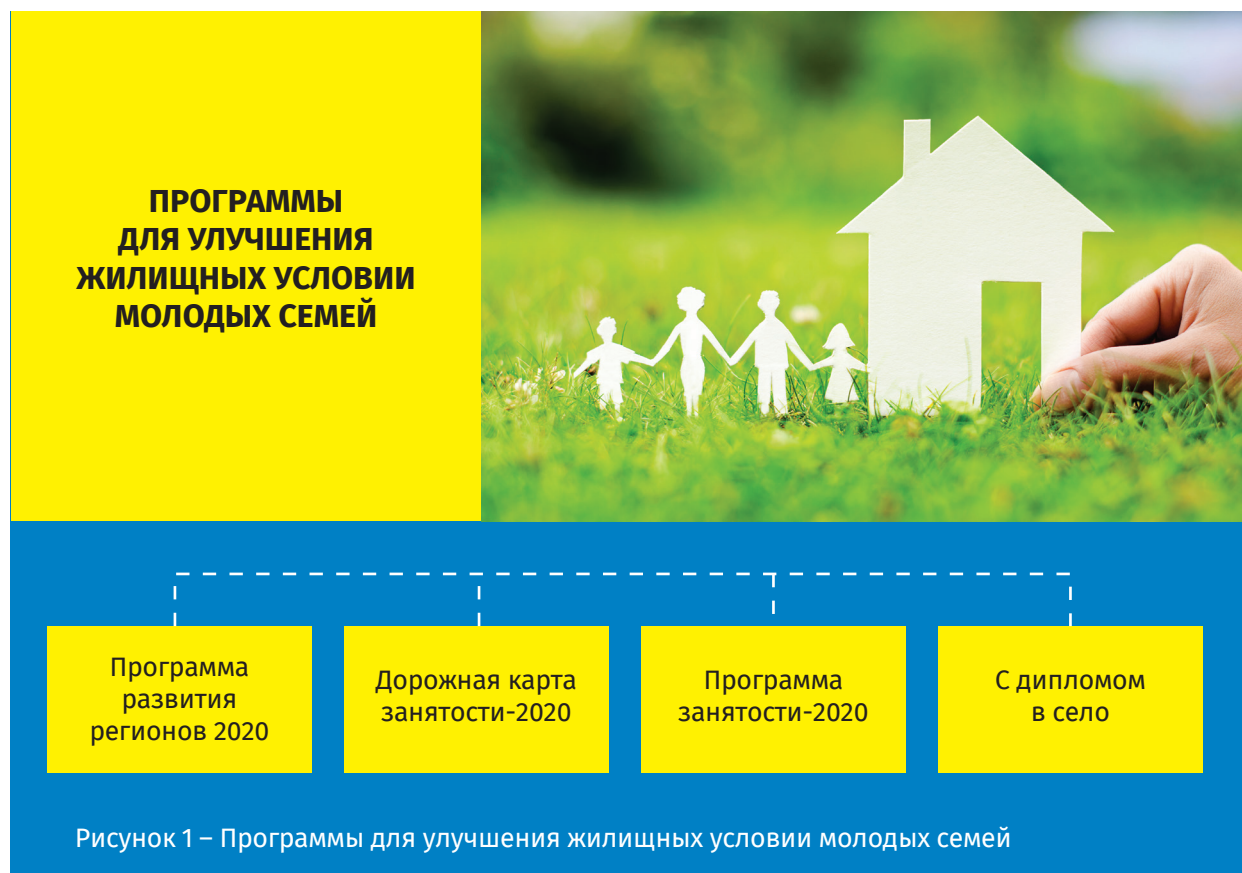 ПРОГРАММЫ
ДЛЯ УЛУЧШЕНИЯ
ЖИЛИЩНЫХ УСЛОВИИ
МОЛОДЫХ СЕМЕЙ
Программа
развития
регионов 2020
Дорожная карта
занятости-2020
Программа
занятости-2020
С дипломом
в село
Рисунок 1 – Программы для улучшения жилищных условии молодых семей